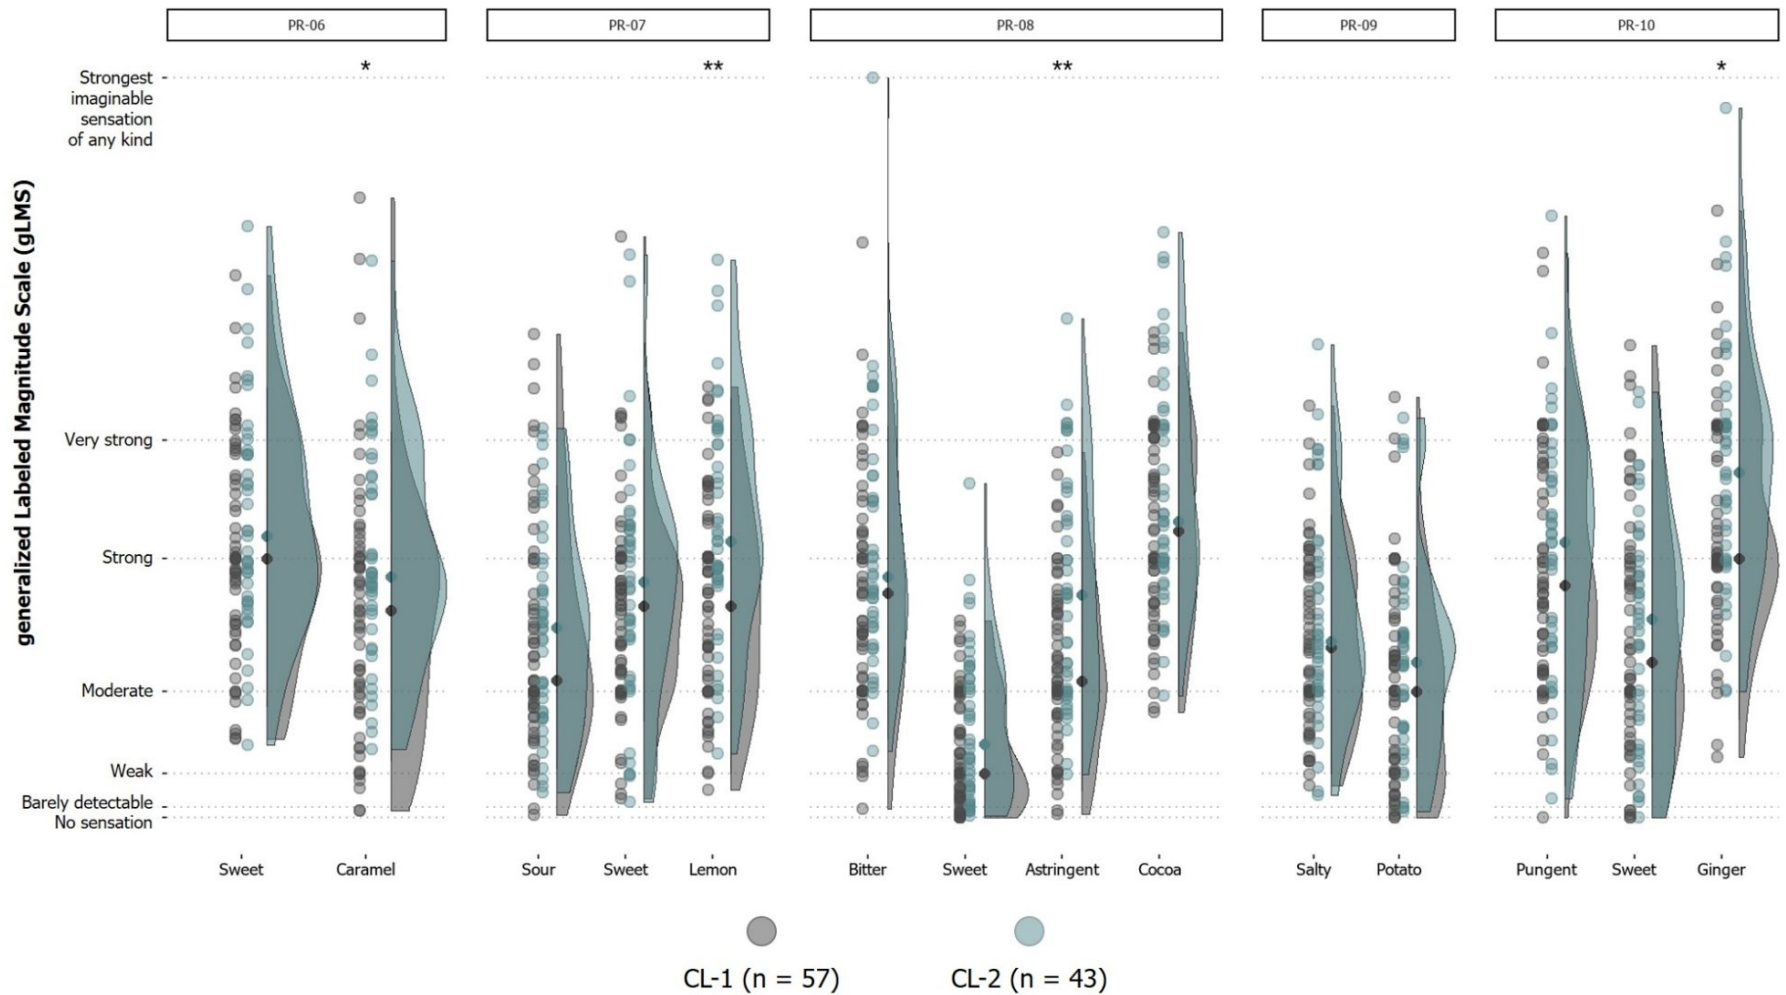 PR-06
PR-07
PR-08
PR-09
PR-10
*
**
**
*
generalized Labeled Magnitude Scale (gLMS)
Strongest
imaginable
sensation
of any kind
Very strong
Strong
Moderate
Weak
Barely detectable
No sensation
Sweet
Caramel
Sour
Sweet
Lemon
Bitter
Sweet
Astringent
Cocoa
Salty
Potato
Pungent
Sweet
Ginger
CL-1 (n = 57)
CL-2 (n = 43)